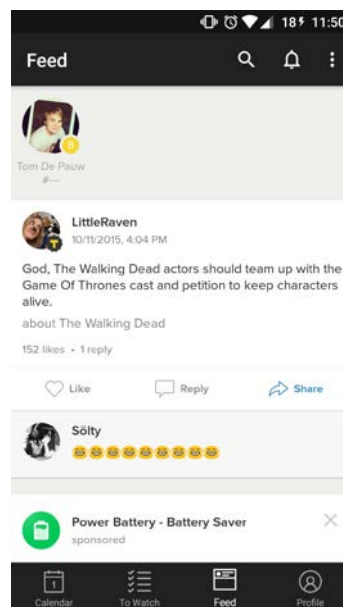 18 11:50
Feed
B
Tom De Pauw
#---
LittleRaven
10/11/2015, 4:04 PM
God, The Walking Dead actors should team up with the
Game Of Thrones cast and petition to keep characters
alive.
about The Walking Dead
152 likes • 1 reply
Like Reply Share
Sölty
😂😂😂😂😂😂😂😂😂😂
Power Battery - Battery Saver
sponsored
1
Calendar To Watch Feed Profile